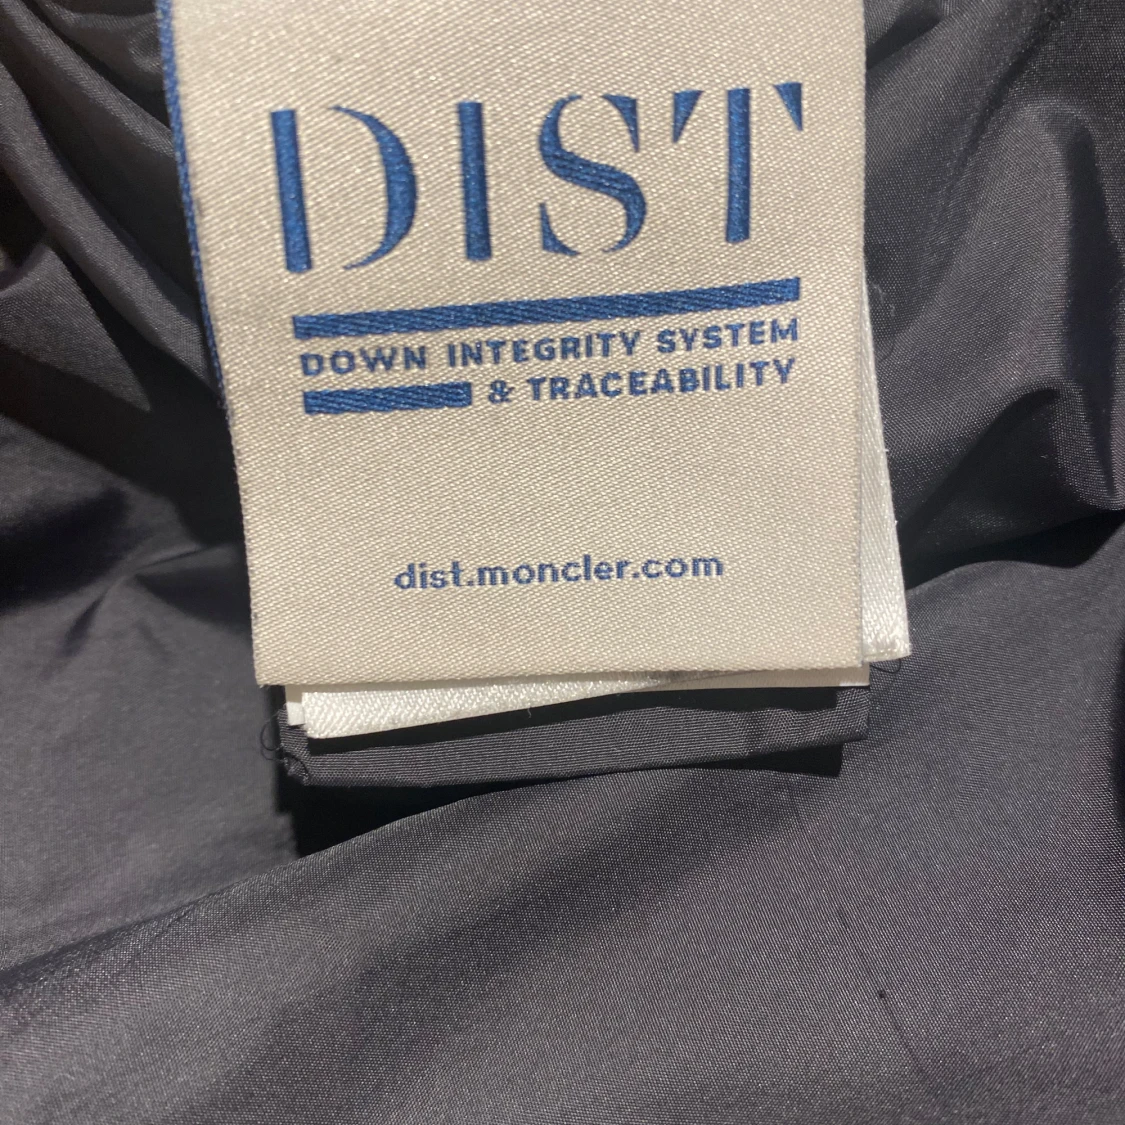 DIST
DOWN INTEGRITY SYSTEM
& TRACEABILITY
dist.moncler.com